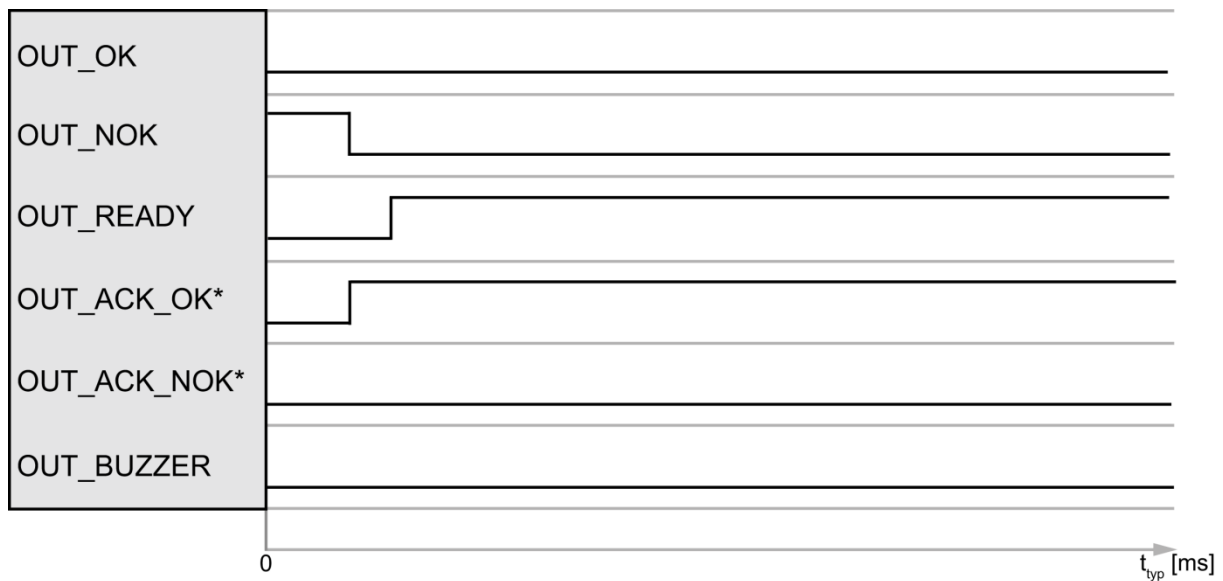 OUT_OK
OUT_NOK
OUT_READY
OUT_ACK_OK*
OUT_ACK_NOK*
OUT_BUZZER
0 t_typ [ms]